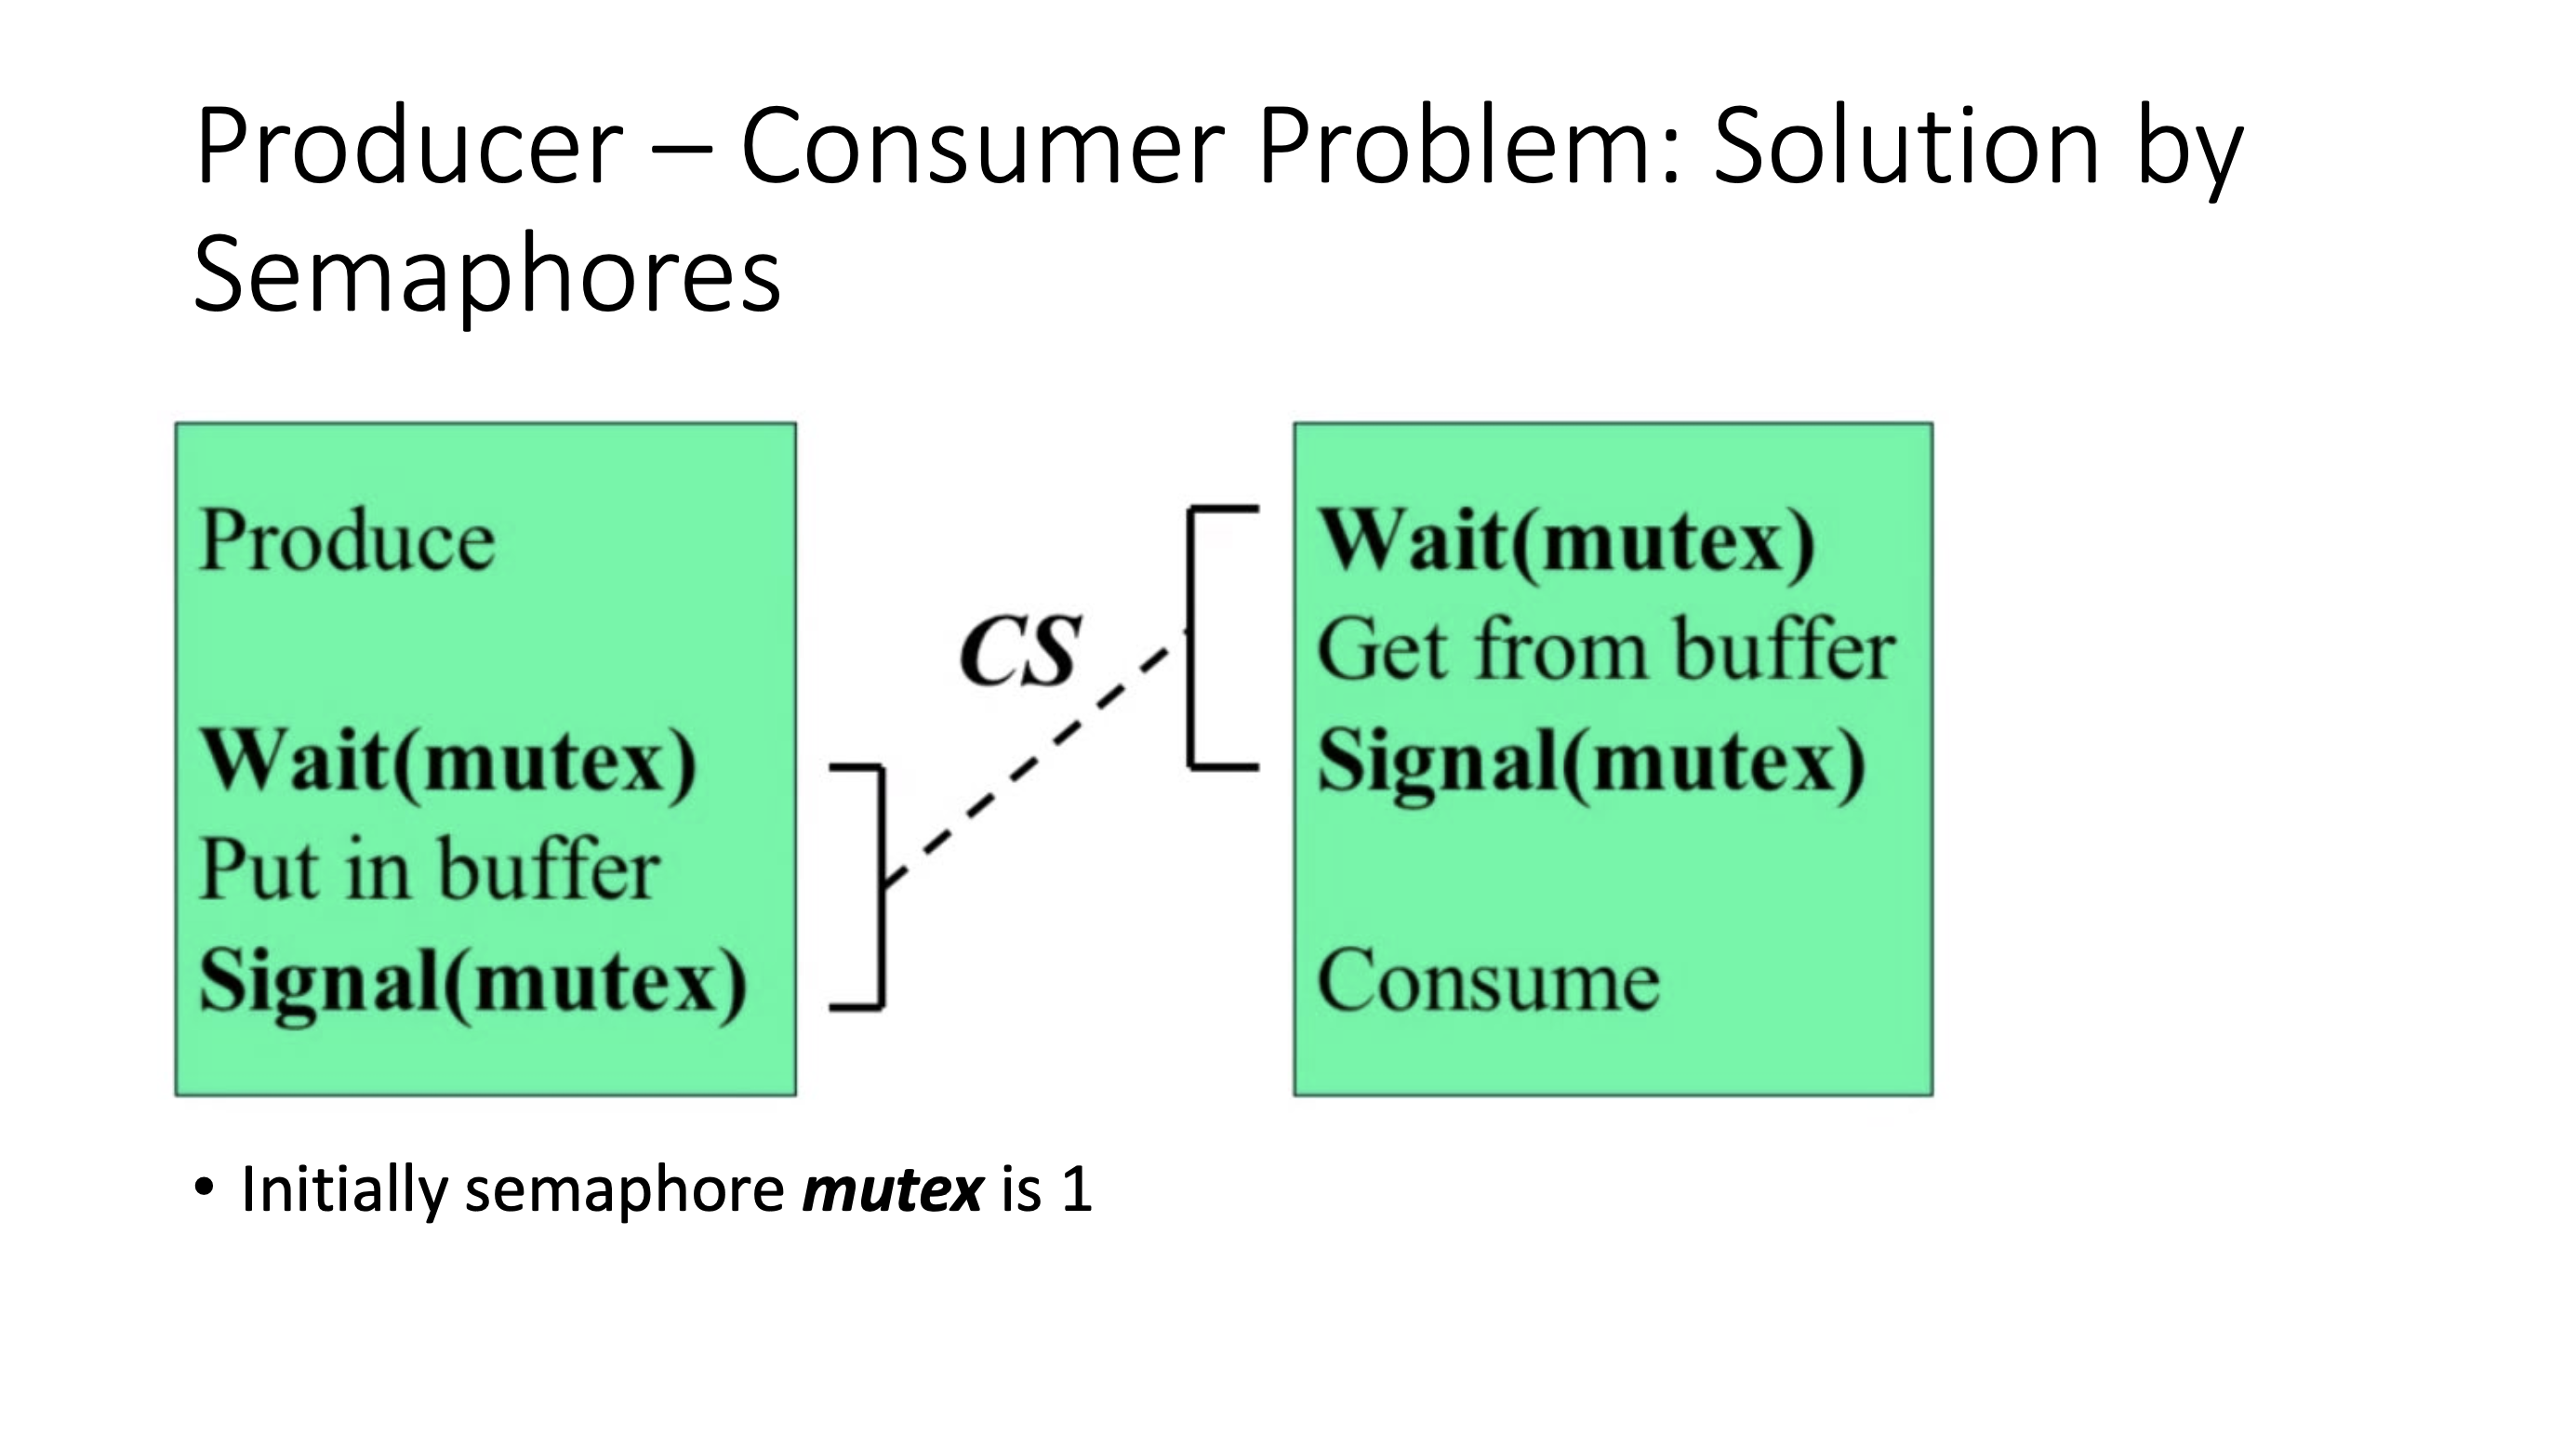 Producer – Consumer Problem: Solution by
Semaphores
Produce
Wait(mutex)
Put in buffer
Signal(mutex)
CS
Wait(mutex)
Get from buffer
Signal(mutex)
Consume
• Initially semaphore mutex is 1